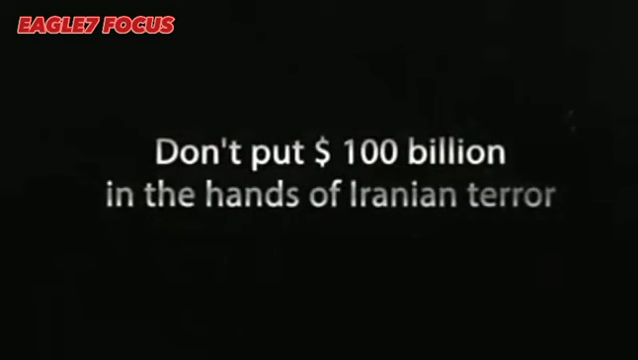 EAGLE7 FOCUS
Don't put $ 100 billion
in the hands of Iranian terror